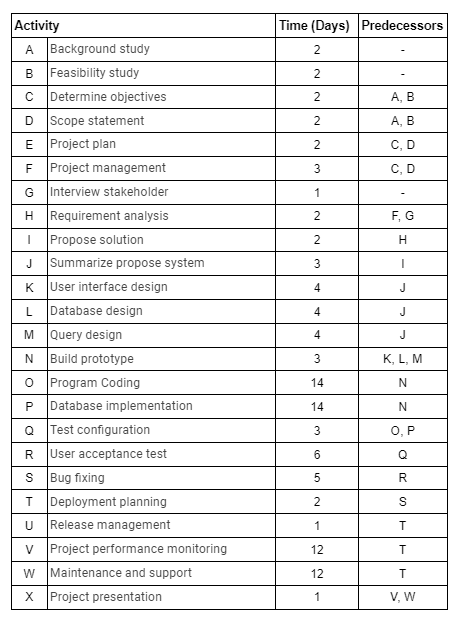 Activity Time (Days) Predecessors
A Background study 2 -
B Feasibility study 2 -
C Determine objectives 2 A, B
D Scope statement 2 A, B
E Project plan 2 C, D
F Project management 3 C, D
G Interview stakeholder 1 -
H Requirement analysis 2 F, G
I Propose solution 2 H
J Summarize propose system 3 I
K User interface design 4 J
L Database design 4 J
M Query design 4 J
N Build prototype 3 K, L, M
O Program Coding 14 N
P Database implementation 14 N
Q Test configuration 3 O, P
R User acceptance test 6 Q
S Bug fixing 5 R
T Deployment planning 2 S
U Release management 1 T
V Project performance monitoring 12 T
W Maintenance and support 12 T
X Project presentation 1 V, W